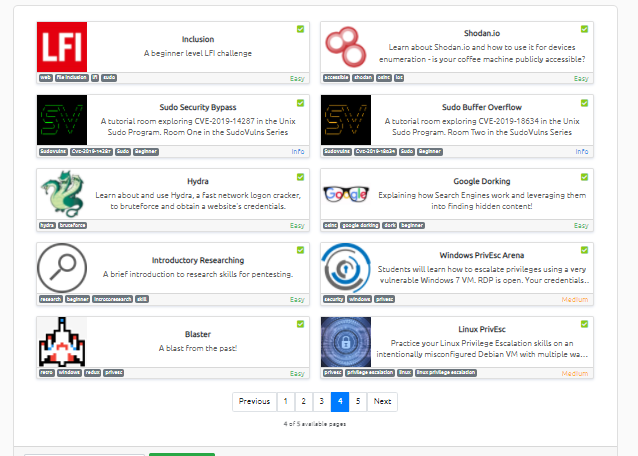 LFI
Inclusion
A beginner level LFI challenge
web file inclusion lfi sudo
Easy
Shodan.io
Learn about Shodan.io and how to use it for devices
enumeration - is your coffee machine publicly accessible?
accessible shodan osint iot
Easy
SV
Sudo Security Bypass
A tutorial room exploring CVE-2019-14287 in the Unix
Sudo Program. Room One in the SudoVulns Series
Sudovulns Cve-2019-14287 Sudo Beginner
Info
SV
Sudo Buffer Overflow
A tutorial room exploring CVE-2019-18634 in the Unix
Sudo Program. Room Two in the SudoVulns Series
Sudovulns Cve-2019-18634 Sudo Beginner
Info
Hydra
Learn about and use Hydra, a fast network logon cracker,
to bruteforce and obtain a website's credentials.
hydra bruteforce
Easy
Google
Google Dorking
Explaining how Search Engines work and leveraging them
into finding hidden content!
osint google dorking dork beginner
Easy
Introductory Researching
A brief introduction to research skills for pentesting.
research beginner introtoresearch skill
Easy
Windows PrivEsc Arena
Students will learn how to escalate privileges using a very
vulnerable Windows 7 VM. RDP is open. Your credentials...
security windows privesc
Medium
Blaster
A blast from the past!
retro windows redux privesc
Easy
Linux PrivEsc
Practice your Linux Privilege Escalation skills on an
intentionally misconfigured Debian VM with multiple wa...
privesc privilege escalation linux linux privilege escalation
Medium
Previous 1 2 3 4 5 Next
4 of 5 available pages